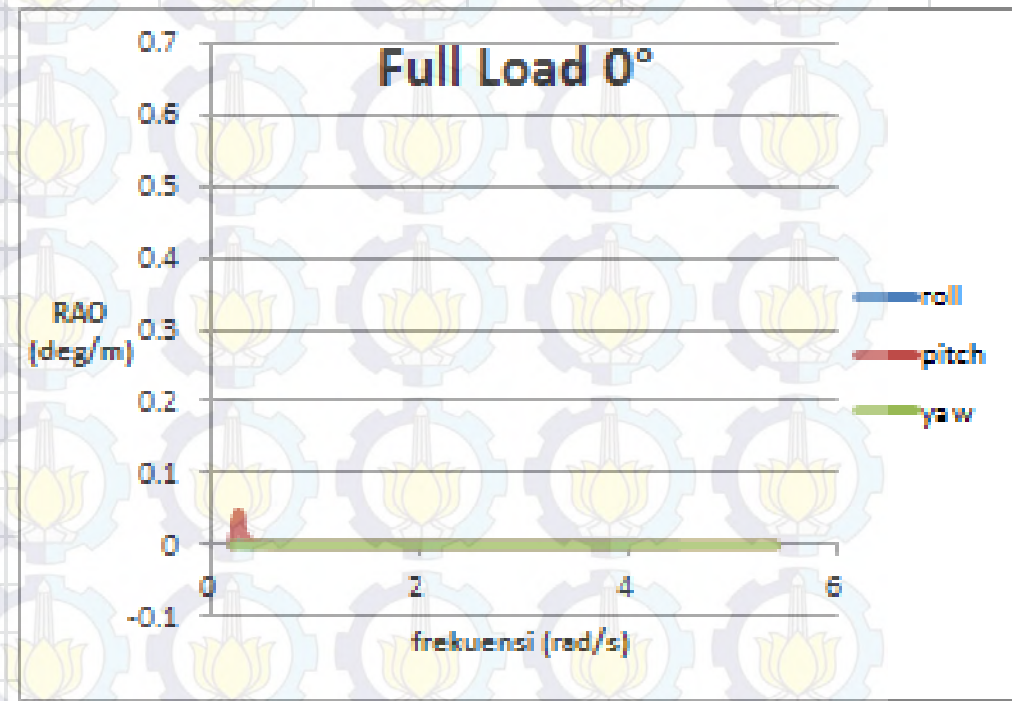 Full Load 0°
0.7
0.6
0.5
0.4
0.3
0.2
0.1
0
-0.1
RAO
(deg/m)
0 2 4 6
frekuensi (rad/s)
roll
pitch
yaw